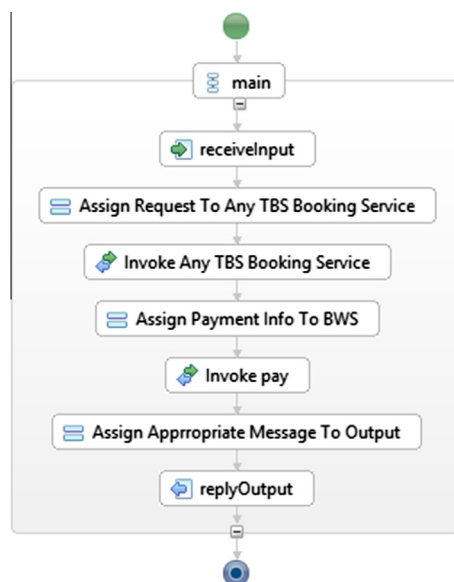 main
receiveInput
Assign Request To Any TBS Booking Service
Invoke Any TBS Booking Service
Assign Payment Info To BWS
Invoke pay
Assign Apprropriate Message To Output
replyOutput